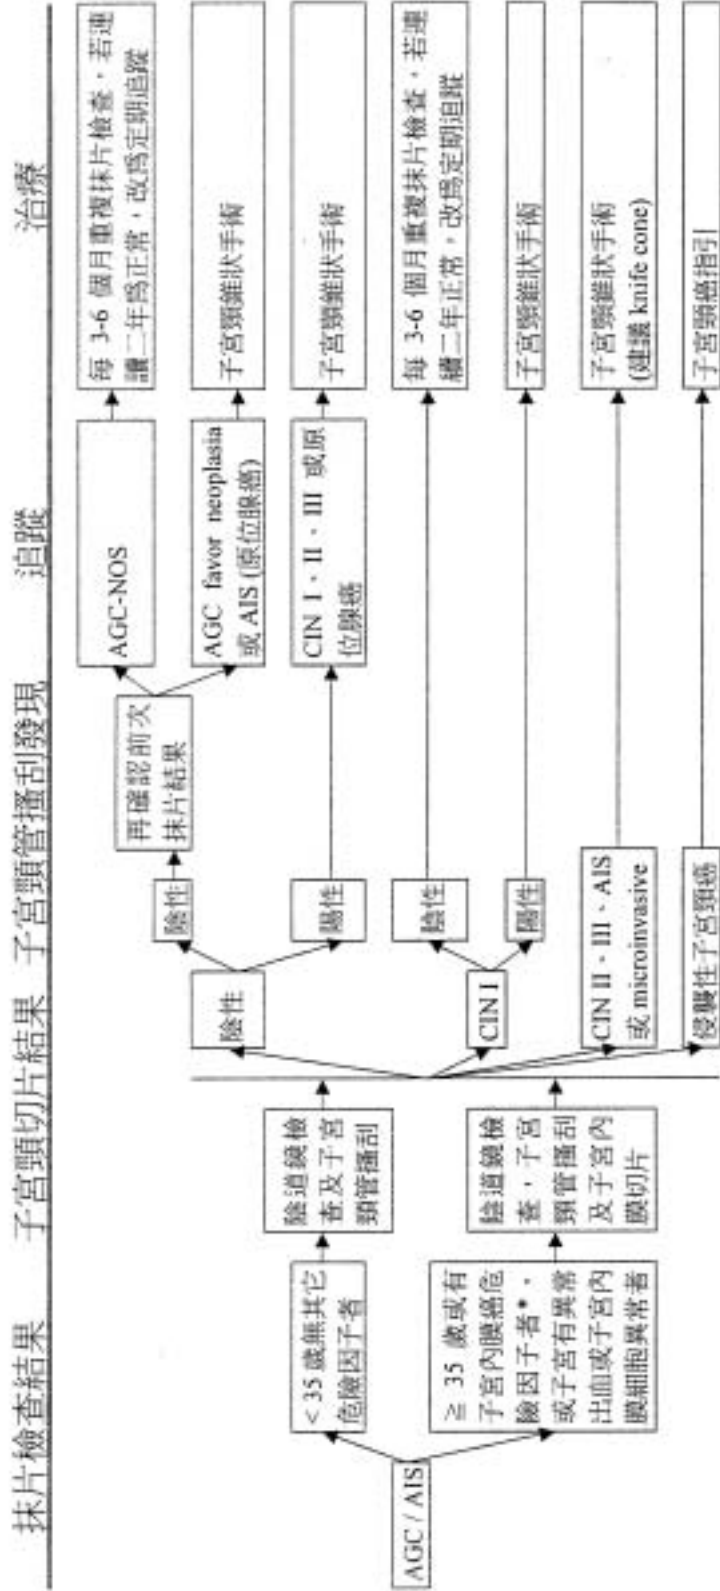 抹片檢查結果
子宮頸切片結果
子宮頸管搔刮發現
追蹤
治療
AGC / AIS
< 35 歲無其它
危險因子者
≧ 35 歲或有
子宮內膜癌危
險因子者*，
或子宮有異常
出血或子宮內
膜細胞異常者
陰道鏡檢
查及子宮
頸管搔刮
陰道鏡檢
查，子宮
頸管搔刮
及子宮內
膜切片
陰性
陰性
再確認前次
抹片結果
AGC-NOS
每 3-6 個月重複抹片檢查，若連
續二年為正常，改為定期追蹤
AGC favor neoplasia
或 AIS (原位腺癌)
子宮頸錐狀手術
陽性
CIN I、II、III 或原
位腺癌
子宮頸錐狀手術
CIN I
陰性
每 3-6 個月重複抹片檢查，若連
續二年正常，改為定期追蹤
陽性
子宮頸錐狀手術
CIN II、III、AIS
或 microinvasive
子宮頸錐狀手術
(建議 knife cone)
侵襲性子宮頸癌
子宮頸癌指引